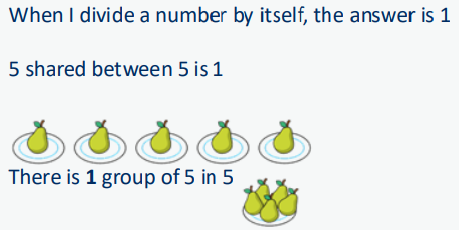 When I divide a number by itself, the answer is 1
5 shared between 5 is 1
There is 1 group of 5 in 5